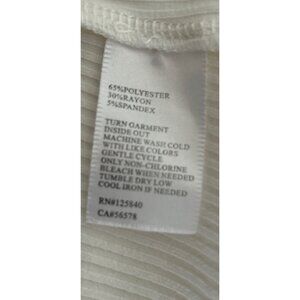 65%POLYESTER
30%RAYON
5%SPANDEX
TURN GARMENT
INSIDE OUT
MACHINE WASH COLD
WITH LIKE COLORS
GENTLE CYCLE
ONLY NON-CHLORINE
BLEACH WHEN NEEDED
TUMBLE DRY LOW
COOL IRON IF NEEDED
RN#125840
CA#56578